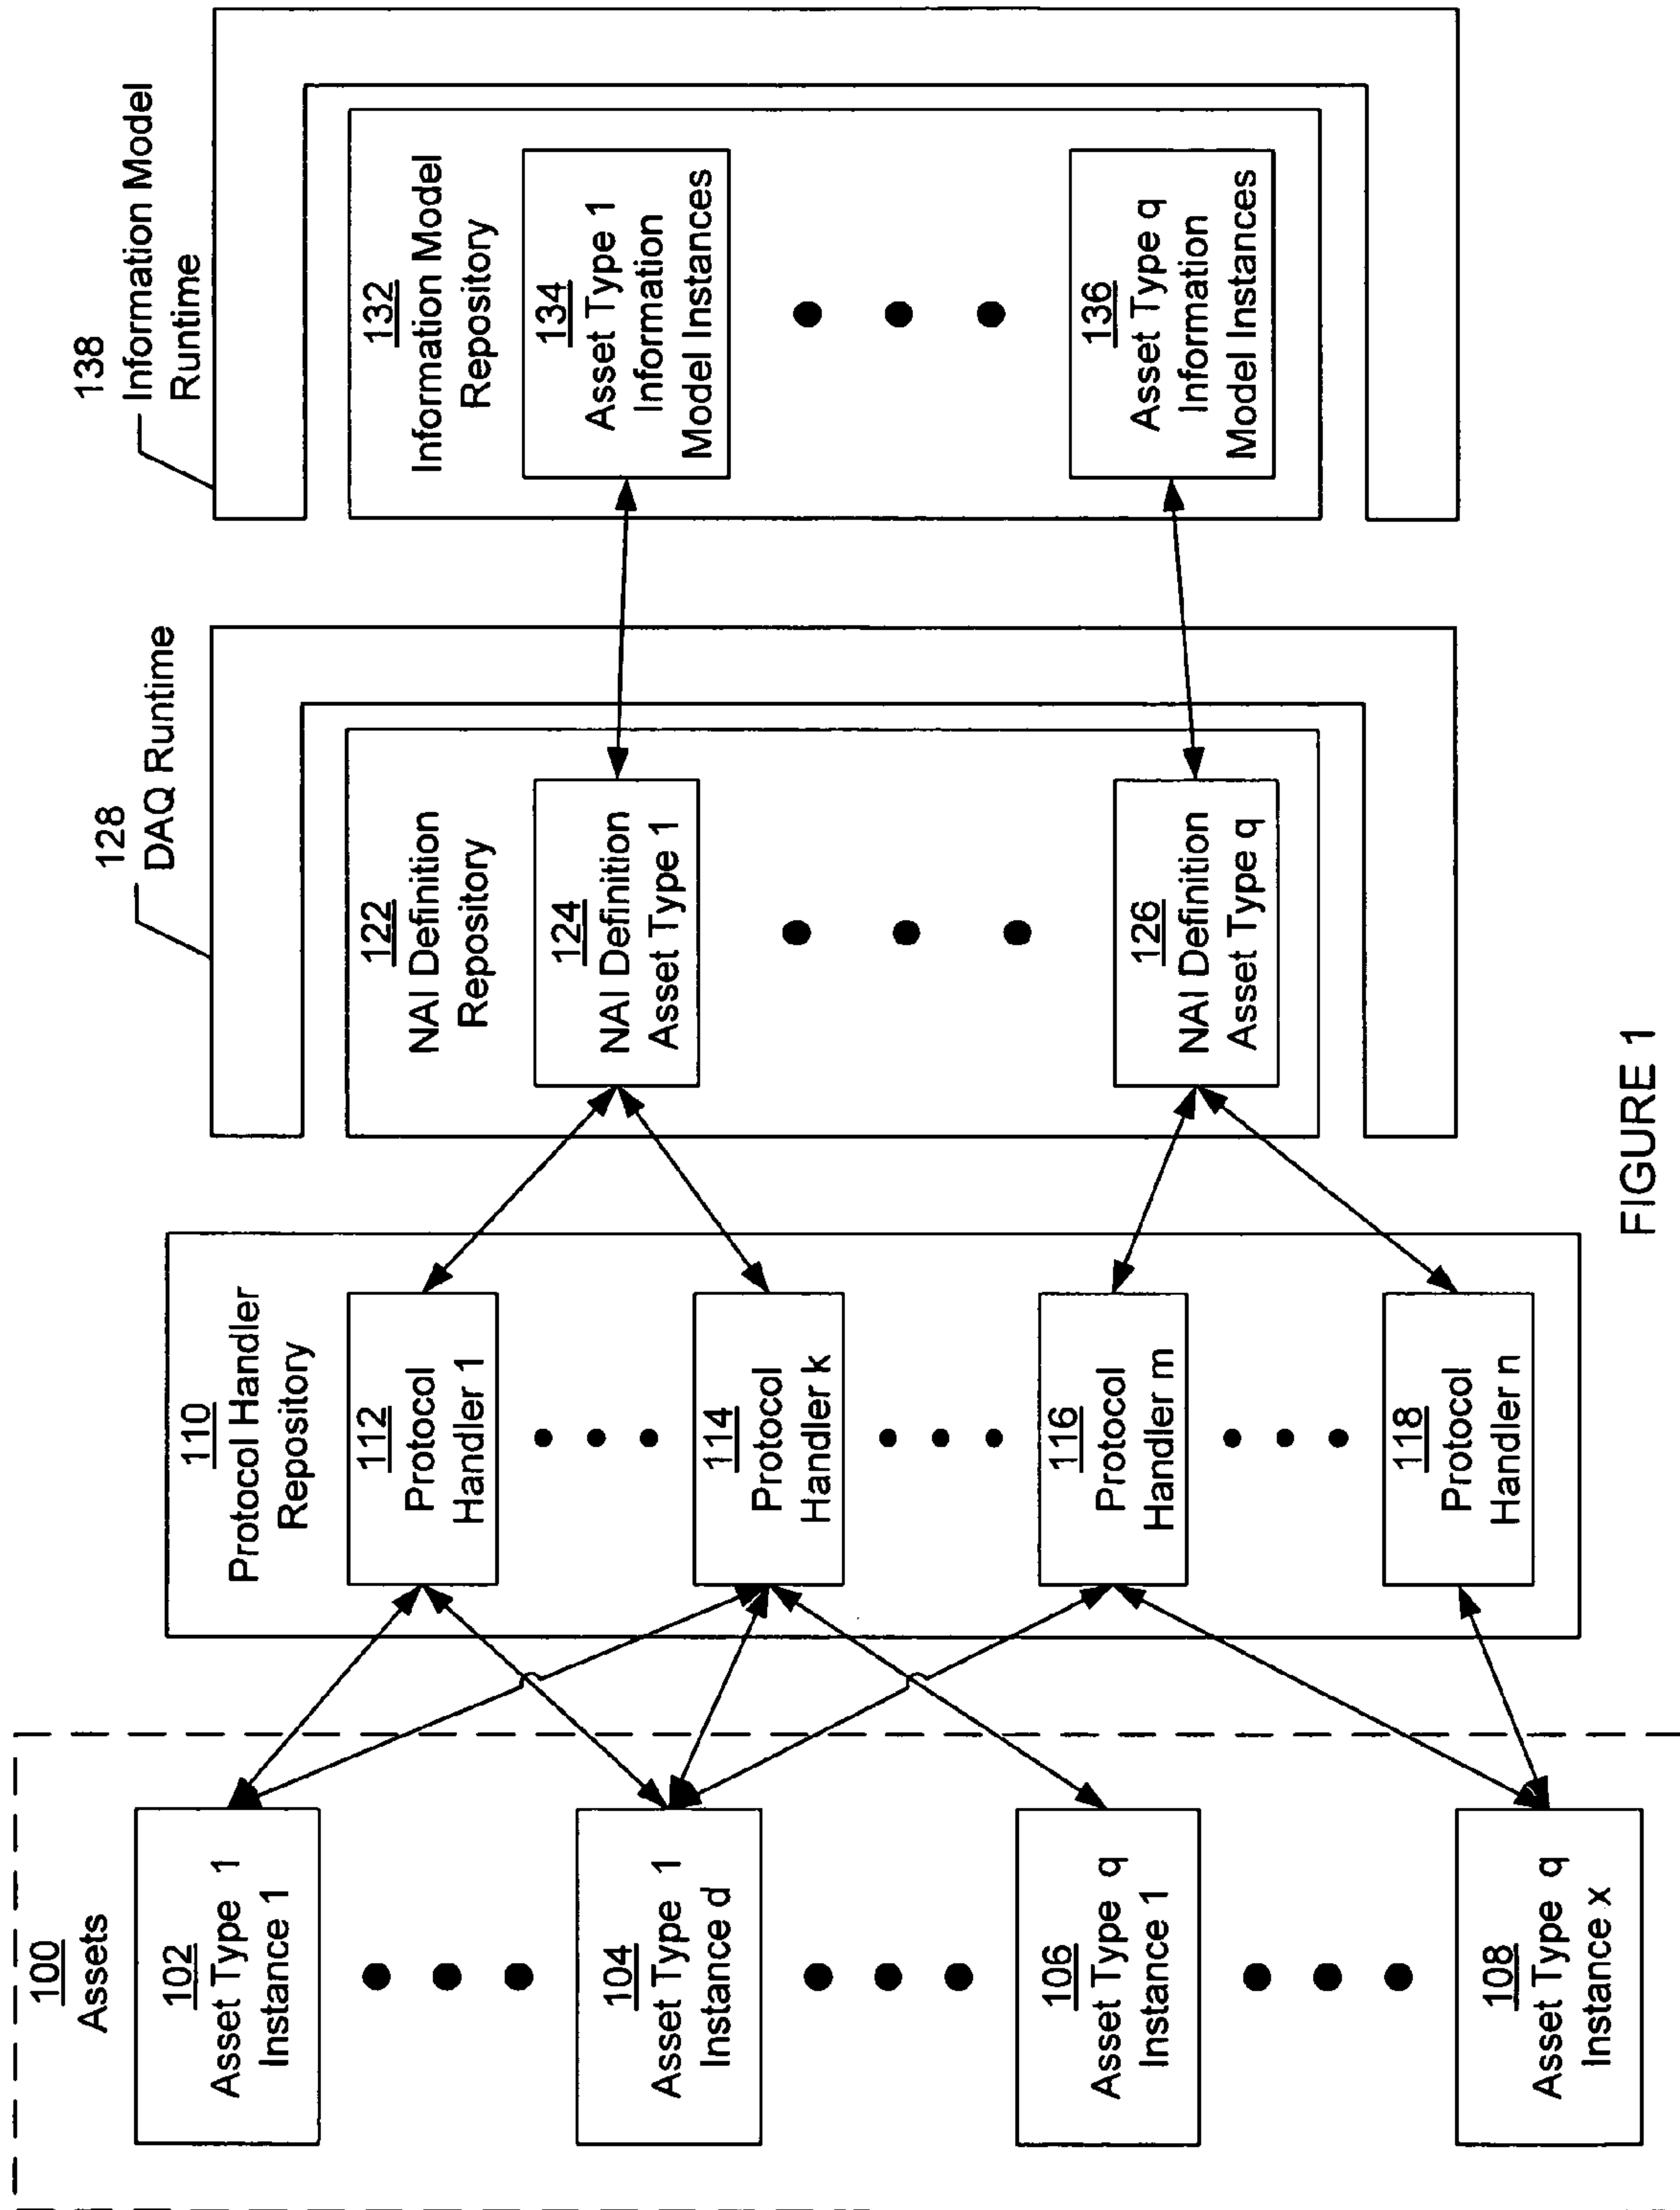 100
Assets
102
Asset Type 1
Instance 1
104
Asset Type 1
Instance d
106
Asset Type q
Instance 1
108
Asset Type q
Instance x
110
Protocol Handler
Repository
112
Protocol
Handler 1
114
Protocol
Handler k
116
Protocol
Handler m
118
Protocol
Handler n
128
DAQ Runtime
122
NAI Definition
Repository
124
NAI Definition
Asset Type 1
126
NAI Definition
Asset Type q
138
Information Model
Runtime
132
Information Model
Repository
134
Asset Type 1
Information
Model Instances
136
Asset Type q
Information
Model Instances
FIGURE 1